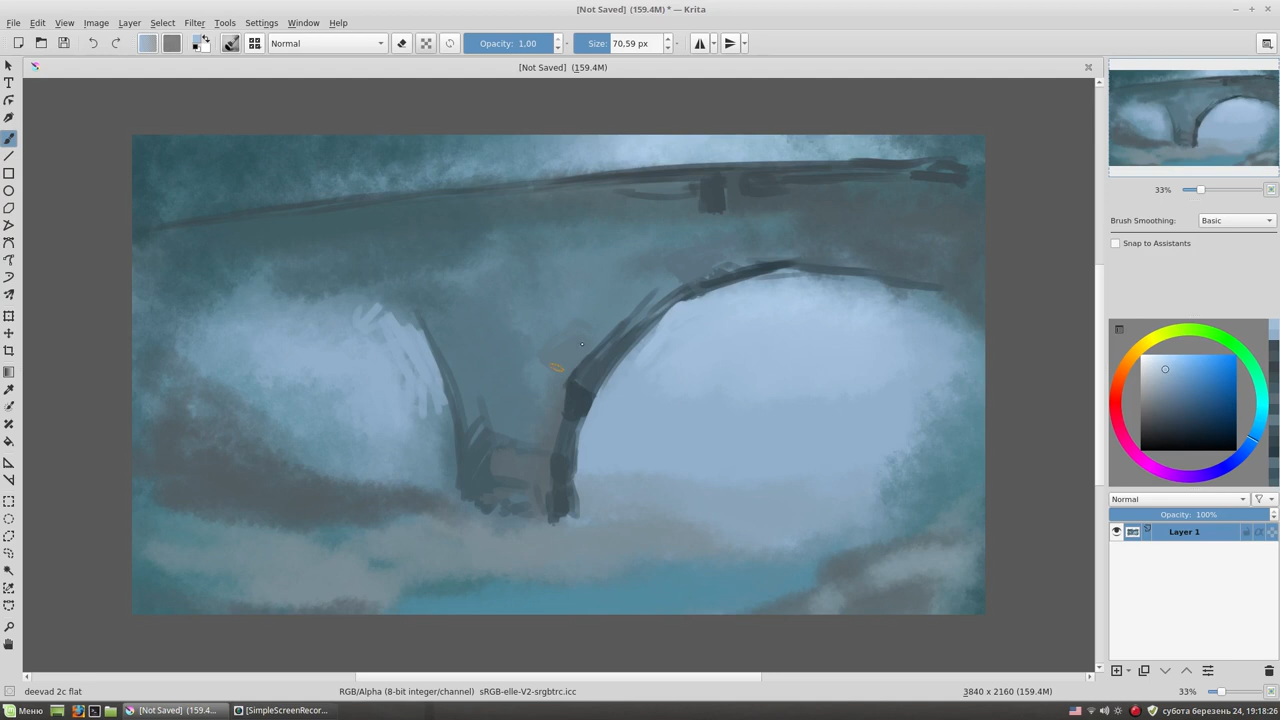 [Not Saved] (159.4M) * — Krita
File Edit View Image Layer Select Filter Tools Settings Window Help
Normal
Opacity: 1,00
Size: 70,59 px
[Not Saved] (159.4M)
33%
Brush Smoothing: Basic
Snap to Assistants
Normal
Opacity: 100%
Layer 1
deevad 2c flat
RGB/Alpha (8-bit integer/channel) sRGB-elle-V2-srgbtrc.icc
3840 x 2160 (159.4M)
33%
Меню
[Not Saved] (159.4...
[SimpleScreenRecor...
субота березень 24, 19:18:26